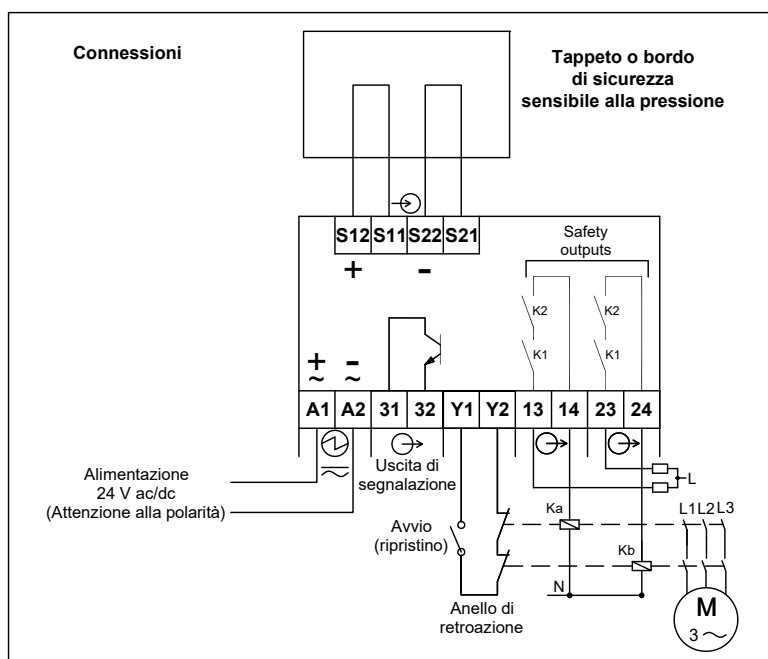 Connessioni
Tappeto o bordo
di sicurezza
sensibile alla pressione
S12 S11 S22 S21
+ -
Safety
outputs
K2 K2
K1 K1
+ -
~ ~
A1 A2 31 32 Y1 Y2 13 14 23 24
Alimentazione
24 V ac/dc
(Attenzione alla polarità)
Uscita di
segnalazione
L
Avvio
(ripristino)
Ka
L1 L2 L3
Kb
N
Anello di
retroazione
M
3 ~